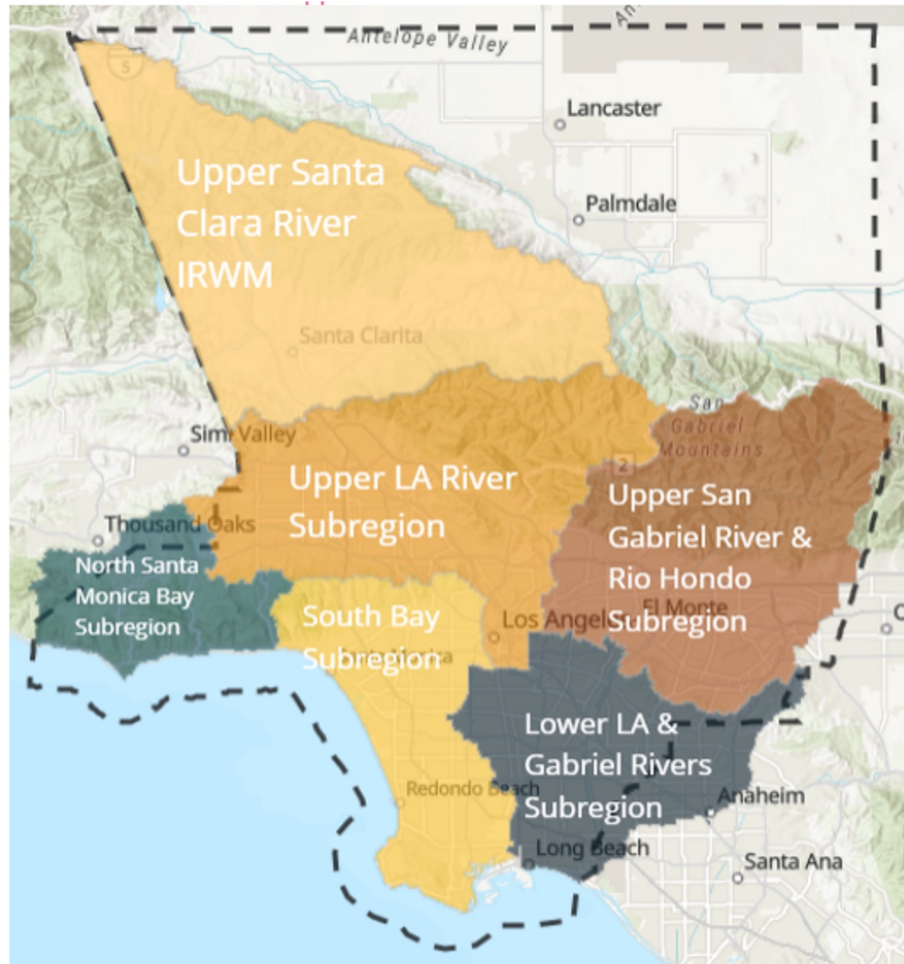 Antelope Valley
5
Lancaster
Palmdale
Upper Santa
Clara River
IRWM
Santa Clarita
San
Gabriel
Mountains
Simi Valley
2
Upper LA River
Subregion
Upper San
Gabriel River &
Rio Hondo
Subregion
Thousand Oaks
North Santa
Monica Bay
Subregion
South Bay
Subregion
Los Angeles
El Monte
Lower LA &
Gabriel Rivers
Subregion
Redondo Beach
Anaheim
Long Beach
Santa Ana